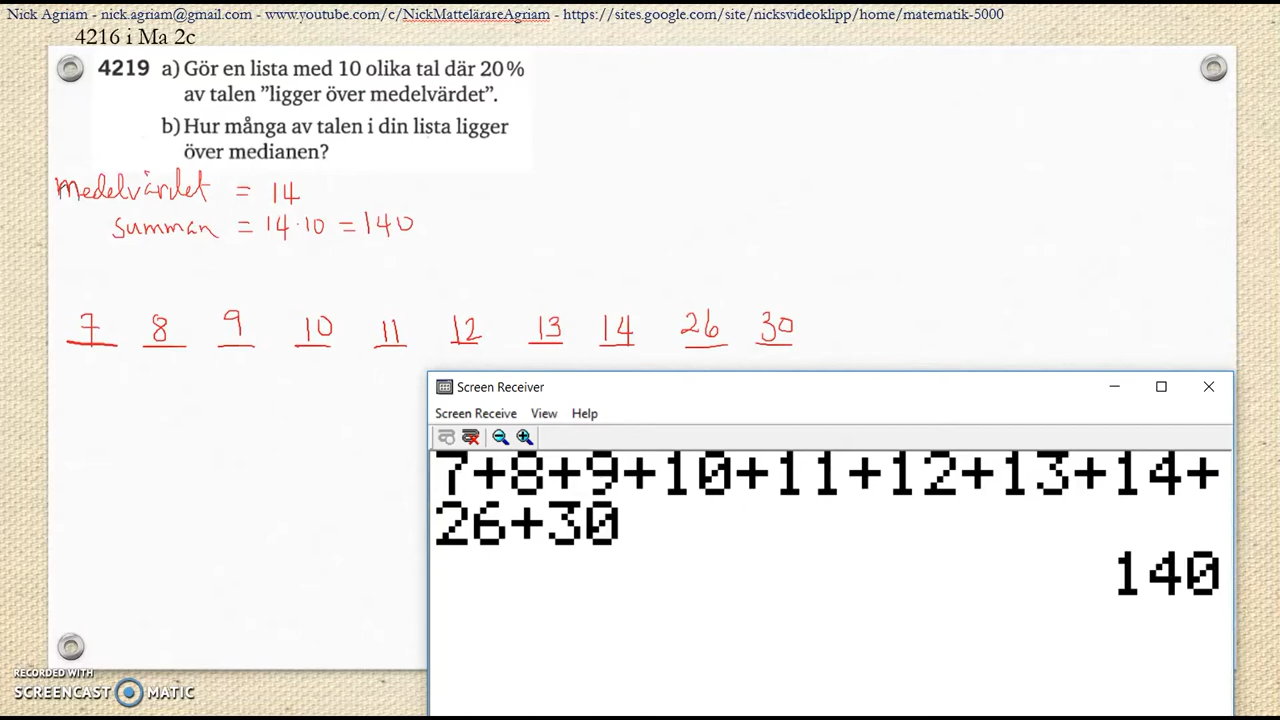 Nick Agriam - nick.agriam@gmail.com - www.youtube.com/c/NickMattelärareAgriam - https://sites.google.com/site/nicksvideoklipp/home/matematik-5000
4216 i Ma 2c
4219 a) Gör en lista med 10 olika tal där 20%
av talen ”ligger över medelvärdet”.
b) Hur många av talen i din lista ligger
över medianen?
medelvärdet = 14
summan = 14·10 = 140
7 8 9 10 11 12 13 14 26 30
Screen Receiver
Screen Receive View Help
7+8+9+10+11+12+13+14+
26+30
140
RECORDED WITH
SCREENCAST MATIC